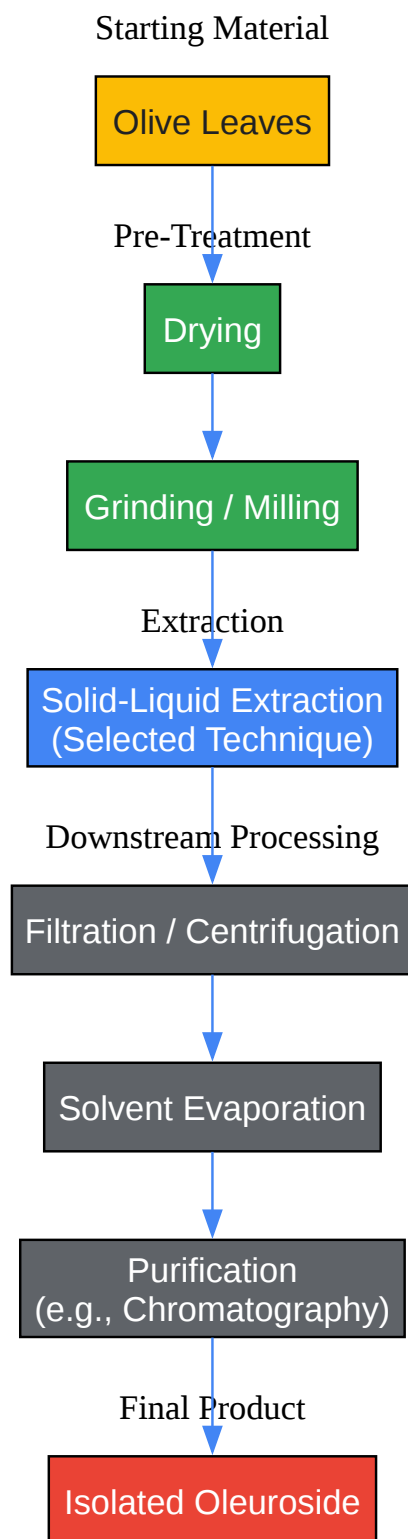 Starting Material
Olive Leaves
Pre-Treatment
Drying
Grinding / Milling
Extraction
Solid-Liquid Extraction
(Selected Technique)
Downstream Processing
Filtration / Centrifugation
Solvent Evaporation
Purification
(e.g., Chromatography)
Final Product
Isolated Oleuroside